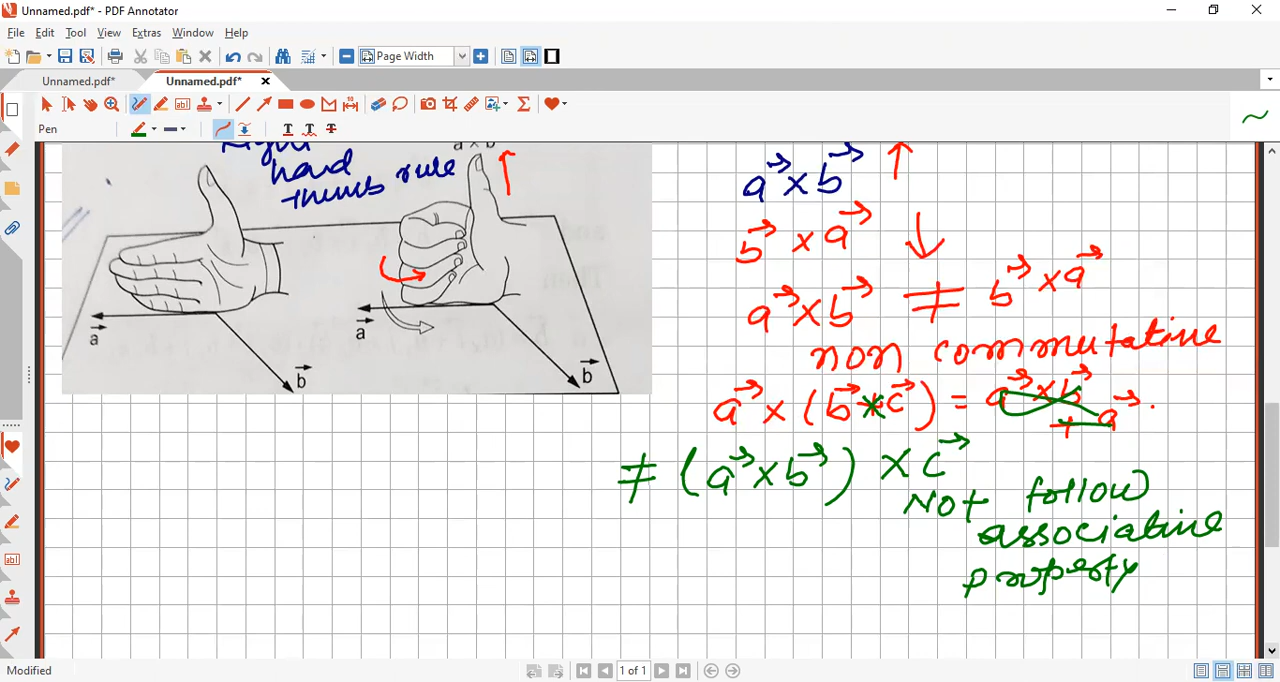 Unnamed.pdf* - PDF Annotator
File Edit Tool View Extras Window Help
Page Width
Unnamed.pdf* Unnamed.pdf*
Pen
Right
hand
thumb rule
a × b
a⃗
b⃗
a⃗
b⃗
a⃗ × b⃗ ↑
b⃗ × a⃗ ↓
a⃗ × b⃗ ≠ b⃗ × a⃗
non commutative
a⃗ × (b⃗ × c⃗) = a⃗ × b⃗
+ a⃗
≠ (a⃗ × b⃗) × c⃗
Not follow
associative
property
Modified
1 of 1